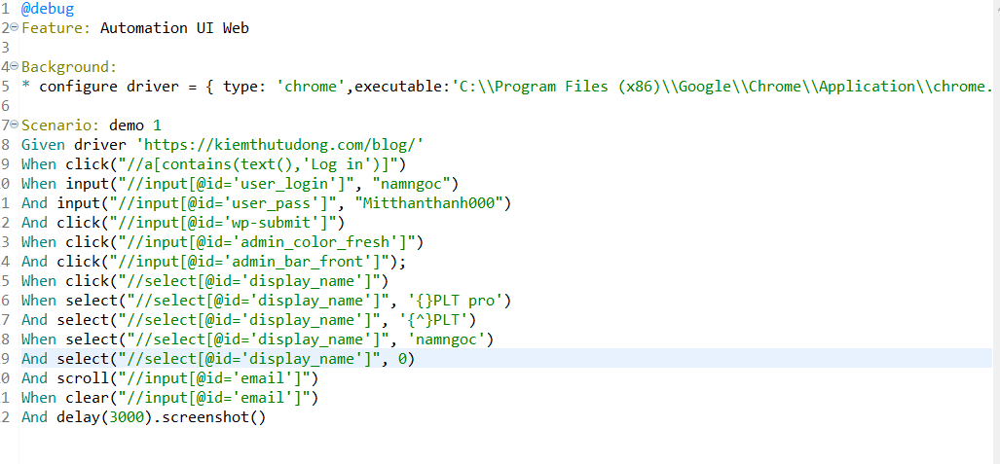 1 @debug
2 Feature: Automation UI Web
3
4 Background:
5 * configure driver = { type: 'chrome',executable:'C:\\Program Files (x86)\\Google\\Chrome\\Application\\chrome.
6
7 Scenario: demo 1
8 Given driver 'https://kiemthutudong.com/blog/'
9 When click("//a[contains(text(),'Log in')]")
0 When input("//input[@id='user_login']", "namngoc")
1 And input("//input[@id='user_pass']", "Mitthanthanh000")
2 And click("//input[@id='wp-submit']")
3 When click("//input[@id='admin_color_fresh']")
4 And click("//input[@id='admin_bar_front']");
5 When click("//select[@id='display_name']")
6 When select("//select[@id='display_name']", '{}PLT pro')
7 And select("//select[@id='display_name']", '{^}PLT')
8 When select("//select[@id='display_name']", 'namngoc')
9 And select("//select[@id='display_name']", 0)
0 And scroll("//input[@id='email']")
1 When clear("//input[@id='email']")
2 And delay(3000).screenshot()